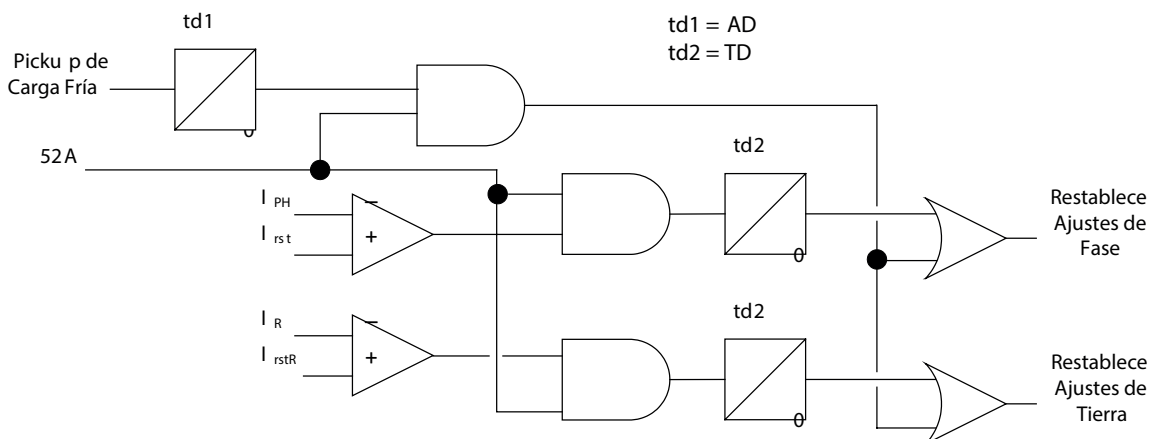 td1
td1 = AD
td2 = TD
Picku p de
Carga Fría
0
52A
td2
I PH
I rst
–
+
0
Restablece
Ajustes de
Fase
td2
I R
I rstR
–
+
0
Restablece
Ajustes de
Tierra